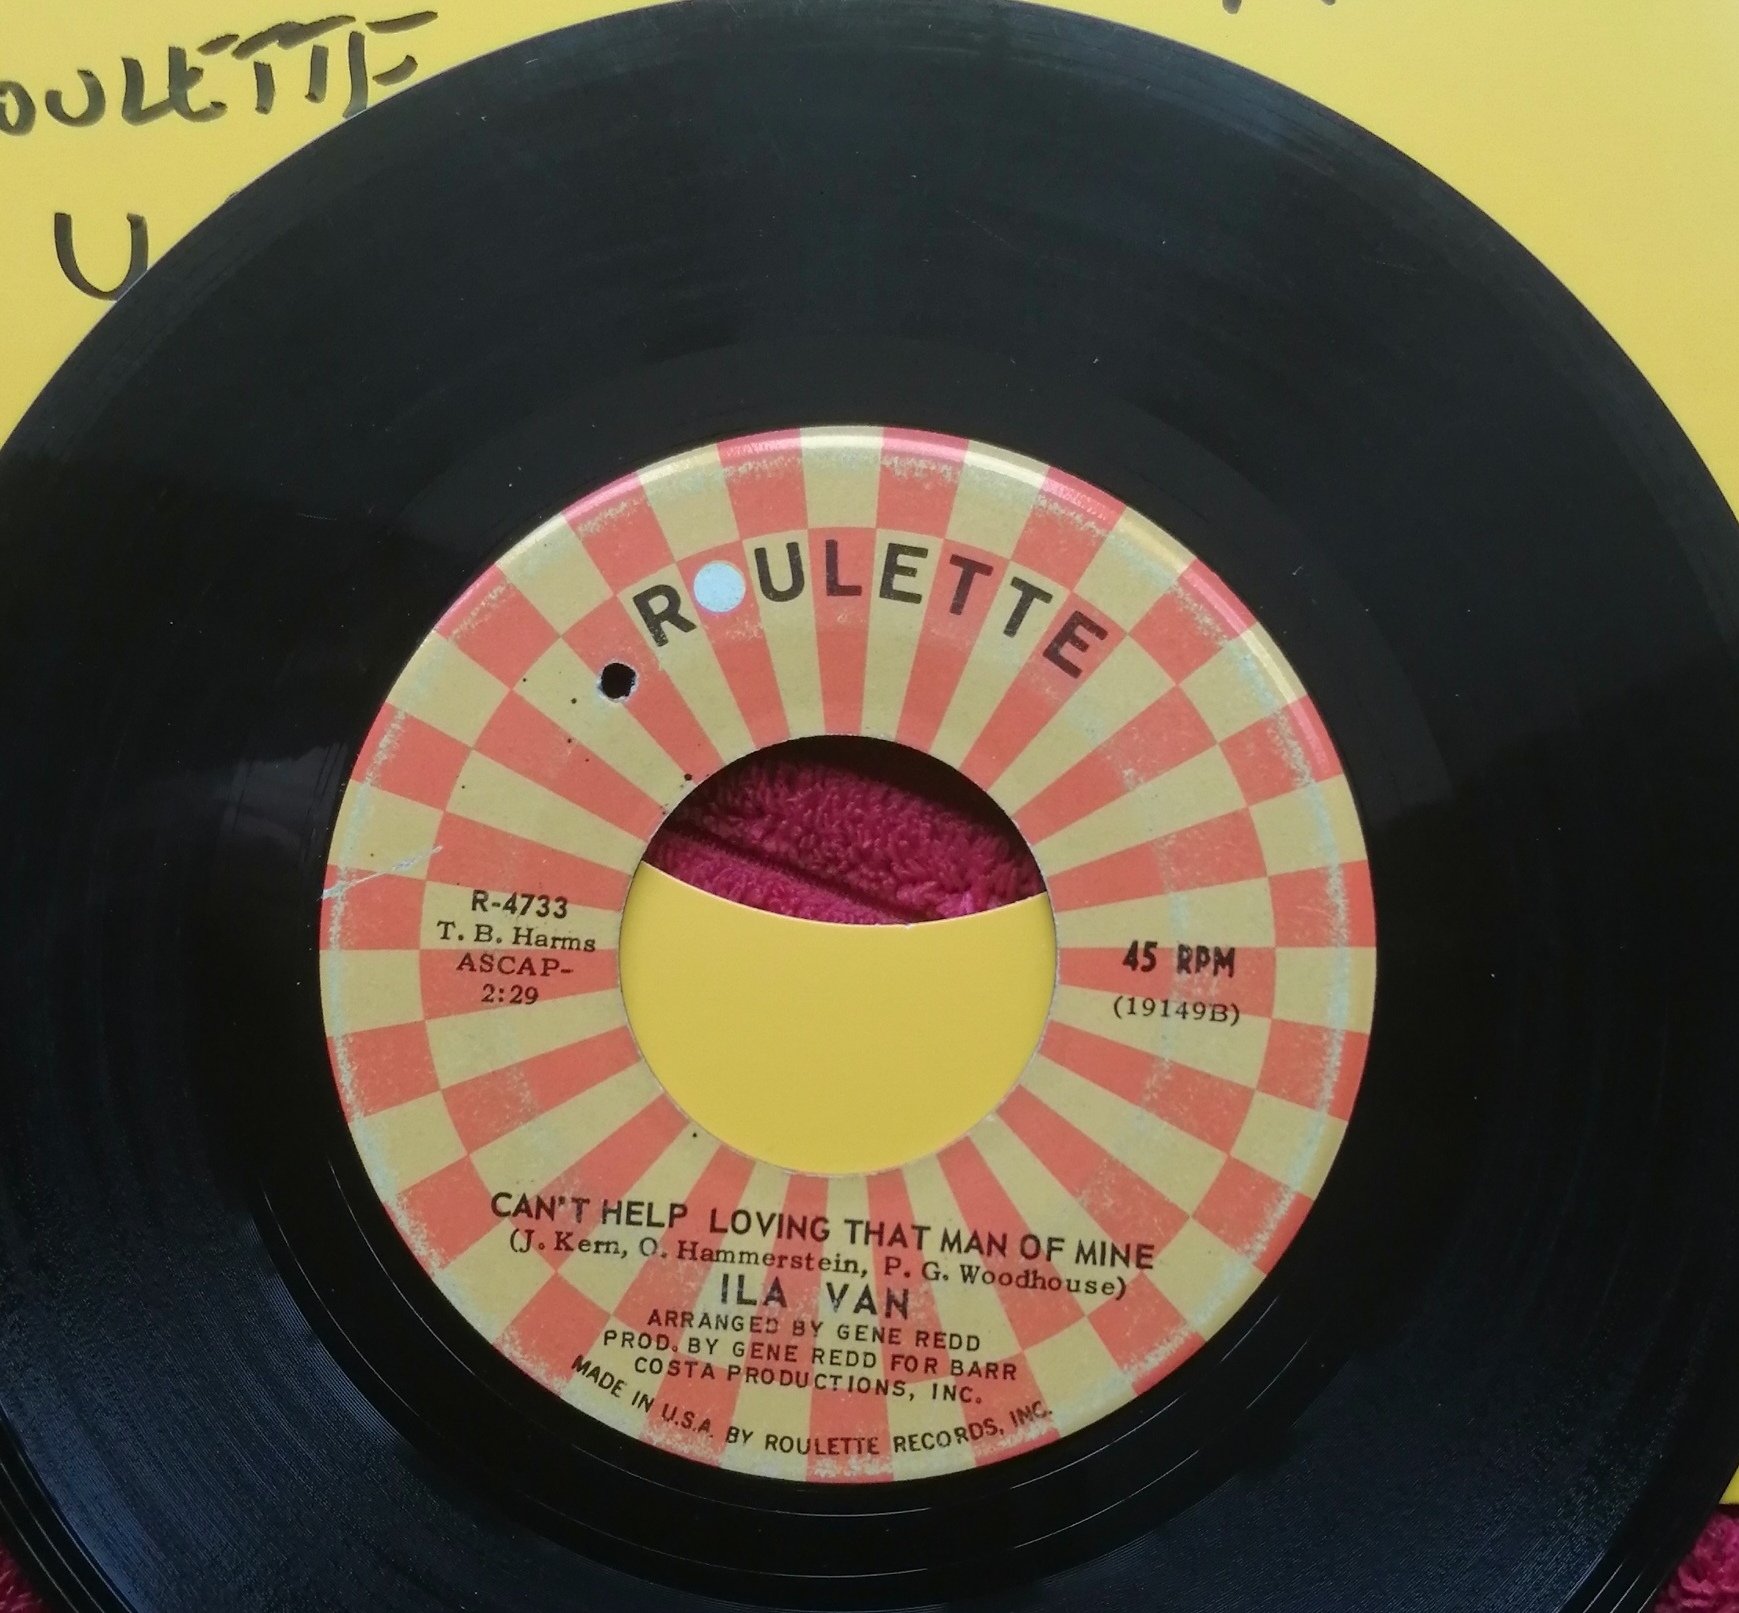 OULETTE
U
ROULETTE
R-4733
T. B. Harms
ASCAP-
2:29
45 RPM
(19149B)
CAN'T HELP LOVING THAT MAN OF MINE
(J. Kern, O. Hammerstein, P. G. Woodhouse)
ILA VAN
ARRANGED BY GENE REDD
PROD. BY GENE REDD FOR BARR
COSTA PRODUCTIONS, INC.
MADE IN U.S.A. BY ROULETTE RECORDS, INC.